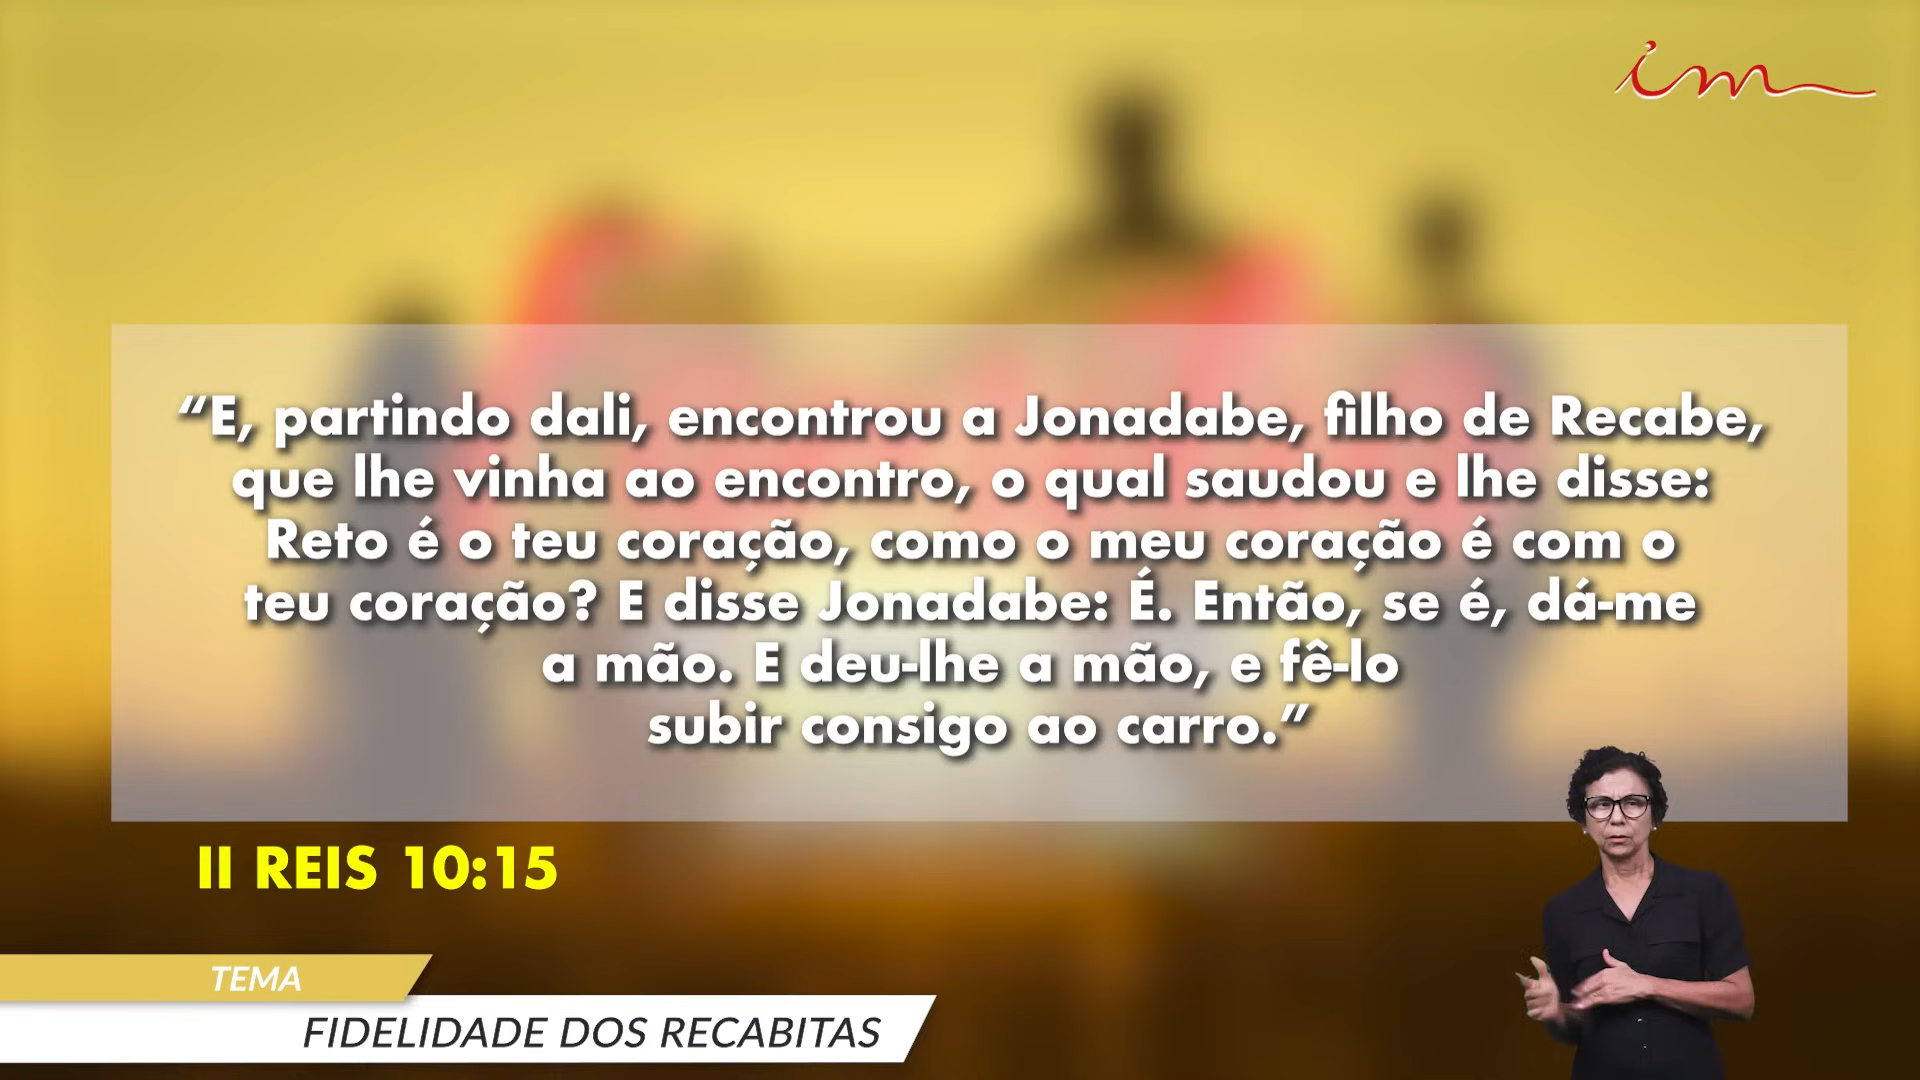 im
“E, partindo dali, encontrou a Jonadabe, filho de Recabe,
que lhe vinha ao encontro, o qual saudou e lhe disse:
Reto é o teu coração, como o meu coração é com o
teu coração? E disse Jonadabe: É. Então, se é, dá-me
a mão. E deu-lhe a mão, e fê-lo
subir consigo ao carro.”
II REIS 10:15
TEMA
FIDELIDADE DOS RECABITAS